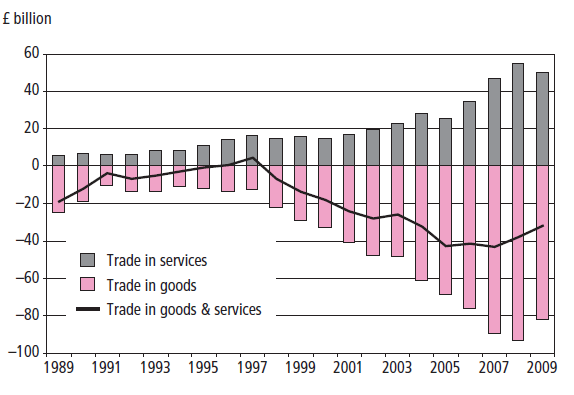 £ billion
60
40
20
0
–20
–40
–60
–80
–100
Trade in services
Trade in goods
Trade in goods & services
1989 1991 1993 1995 1997 1999 2001 2003 2005 2007 2009